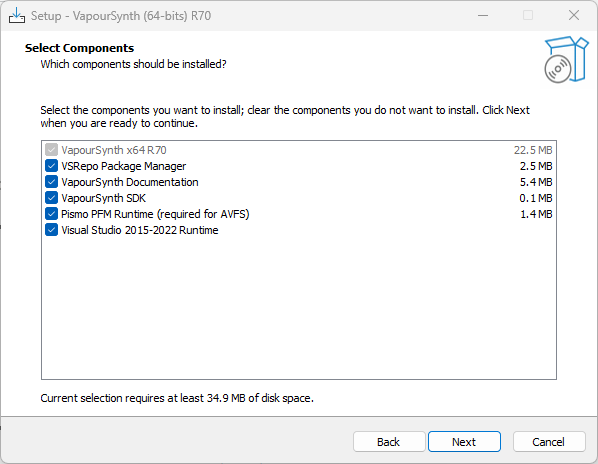 Setup - VapourSynth (64-bits) R70
Select Components
Which components should be installed?
Select the components you want to install; clear the components you do not want to install. Click Next
when you are ready to continue.
VapourSynth x64 R70 22.5 MB
VSRepo Package Manager 2.5 MB
VapourSynth Documentation 5.4 MB
VapourSynth SDK 0.1 MB
Pismo PFM Runtime (required for AVFS) 1.4 MB
Visual Studio 2015-2022 Runtime
Current selection requires at least 34.9 MB of disk space.
Back Next Cancel